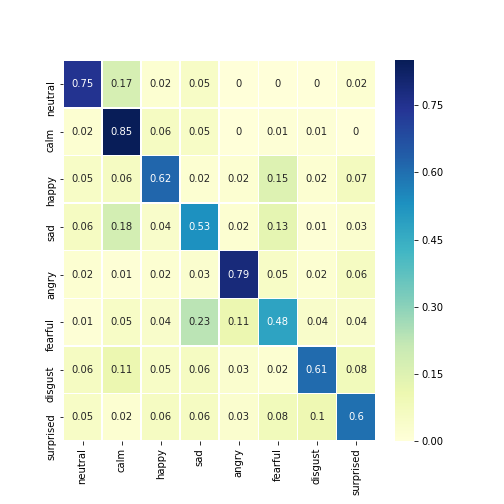 neutral 0.75 0.17 0.02 0.05 0 0 0 0.02
calm 0.02 0.85 0.06 0.05 0 0.01 0.01 0
happy 0.05 0.06 0.62 0.02 0.02 0.15 0.02 0.07
sad 0.06 0.18 0.04 0.53 0.02 0.13 0.01 0.03
angry 0.02 0.01 0.02 0.03 0.79 0.05 0.02 0.06
fearful 0.01 0.05 0.04 0.23 0.11 0.48 0.04 0.04
disgust 0.06 0.11 0.05 0.06 0.03 0.02 0.61 0.08
surprised 0.05 0.02 0.06 0.06 0.03 0.08 0.1 0.6
neutral calm happy sad angry fearful disgust surprised
0.75
0.60
0.45
0.30
0.15
0.00